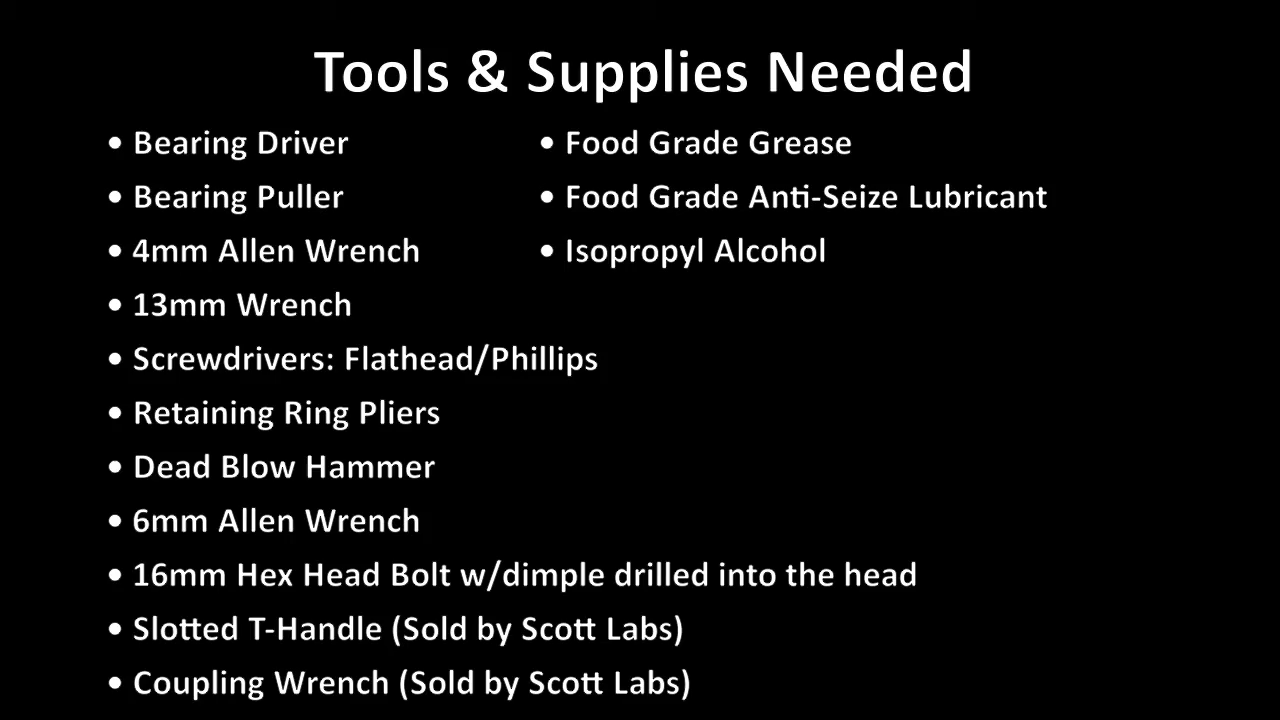 Tools & Supplies Needed
• Bearing Driver
• Bearing Puller
• 4mm Allen Wrench
• 13mm Wrench
• Screwdrivers: Flathead/Phillips
• Retaining Ring Pliers
• Dead Blow Hammer
• 6mm Allen Wrench
• 16mm Hex Head Bolt w/dimple drilled into the head
• Slotted T-Handle (Sold by Scott Labs)
• Coupling Wrench (Sold by Scott Labs)
• Food Grade Grease
• Food Grade Anti-Seize Lubricant
• Isopropyl Alcohol